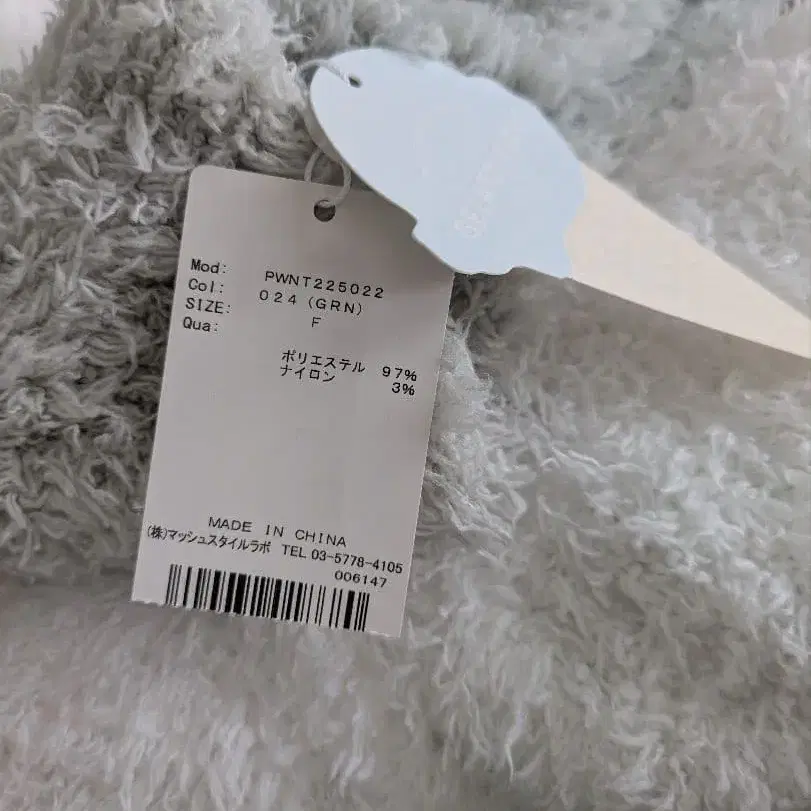 Mod: PWNT225022
Col: 024 (GRN)
SIZE: F
Qua:
ポリエステル 97%
ナイロン 3%
MADE IN CHINA
(株)マッシュスタイルラボ TEL 03-5778-4105
006147